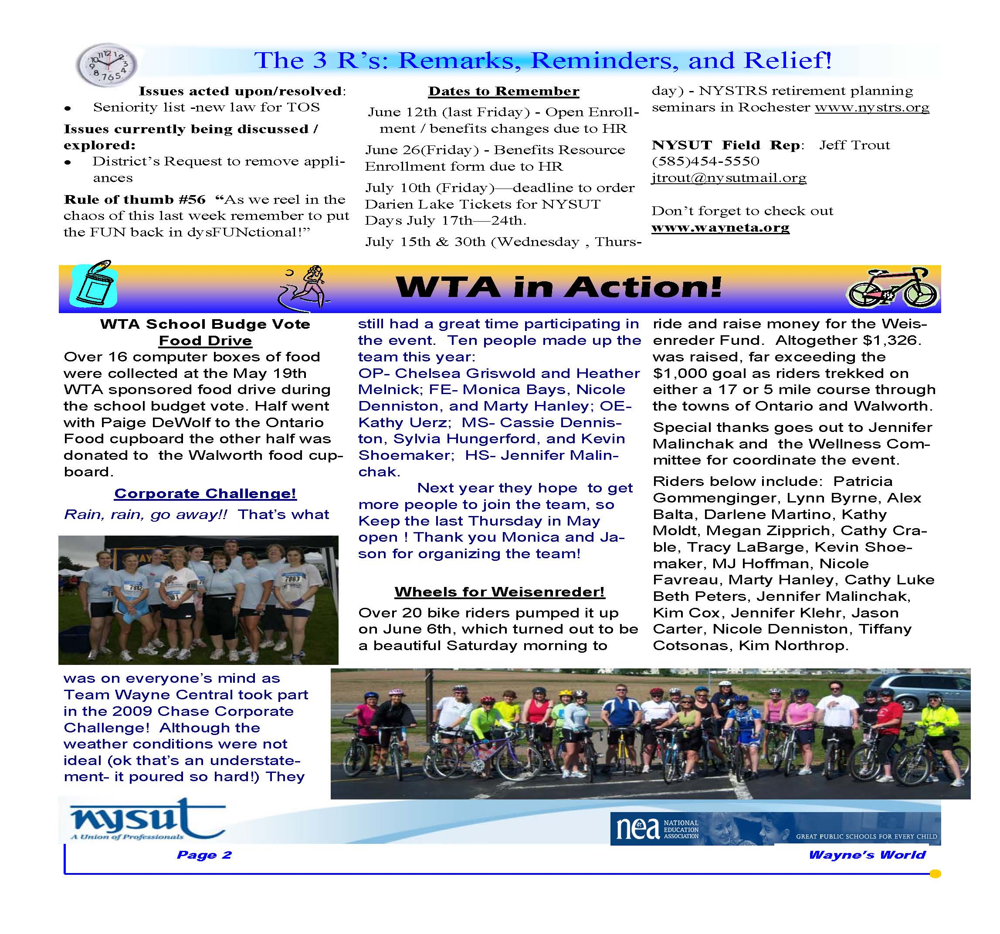 The 3 R's: Remarks, Reminders, and Relief!
Issues acted upon/resolved:
• Seniority list -new law for TOS
Issues currently being discussed /
explored:
• District's Request to remove appli-
ances
Rule of thumb #56 “As we reel in the
chaos of this last week remember to put
the FUN back in dysFUNctional!”
Dates to Remember
June 12th (last Friday) - Open Enroll-
ment / benefits changes due to HR
June 26(Friday) - Benefits Resource
Enrollment form due to HR
July 10th (Friday)—deadline to order
Darien Lake Tickets for NYSUT
Days July 17th—24th.
July 15th & 30th (Wednesday , Thurs-
day) - NYSTRS retirement planning
seminars in Rochester www.nystrs.org
NYSUT Field Rep: Jeff Trout
(585)454-5550
jtrout@nysutmail.org
Don't forget to check out
www.wayneta.org
WTA in Action!
WTA School Budge Vote
Food Drive
Over 16 computer boxes of food
were collected at the May 19th
WTA sponsored food drive during
the school budget vote. Half went
with Paige DeWolf to the Ontario
Food cupboard the other half was
donated to the Walworth food cup-
board.
Corporate Challenge!
Rain, rain, go away!! That's what
7882
7881
7883
was on everyone's mind as
Team Wayne Central took part
in the 2009 Chase Corporate
Challenge! Although the
weather conditions were not
ideal (ok that's an understate-
ment- it poured so hard!) They
still had a great time participating in
the event. Ten people made up the
team this year:
OP- Chelsea Griswold and Heather
Melnick; FE- Monica Bays, Nicole
Denniston, and Marty Hanley; OE-
Kathy Uerz; MS- Cassie Dennis-
ton, Sylvia Hungerford, and Kevin
Shoemaker; HS- Jennifer Malin-
chak.
Next year they hope to get
more people to join the team, so
Keep the last Thursday in May
open ! Thank you Monica and Ja-
son for organizing the team!
Wheels for Weisenreder!
Over 20 bike riders pumped it up
on June 6th, which turned out to be
a beautiful Saturday morning to
ride and raise money for the Weis-
enreder Fund. Altogether $1,326.
was raised, far exceeding the
$1,000 goal as riders trekked on
either a 17 or 5 mile course through
the towns of Ontario and Walworth.
Special thanks goes out to Jennifer
Malinchak and the Wellness Com-
mittee for coordinate the event.
Riders below include: Patricia
Gommenginger, Lynn Byrne, Alex
Balta, Darlene Martino, Kathy
Moldt, Megan Zipprich, Cathy Cra-
ble, Tracy LaBarge, Kevin Shoe-
maker, MJ Hoffman, Nicole
Favreau, Marty Hanley, Cathy Luke
Beth Peters, Jennifer Malinchak,
Kim Cox, Jennifer Klehr, Jason
Carter, Nicole Denniston, Tiffany
Cotsonas, Kim Northrop.
nysut
A Union of Professionals
nea NATIONAL
EDUCATION
ASSOCIATION
GREAT PUBLIC SCHOOLS FOR EVERY CHILD
Page 2
Wayne's World